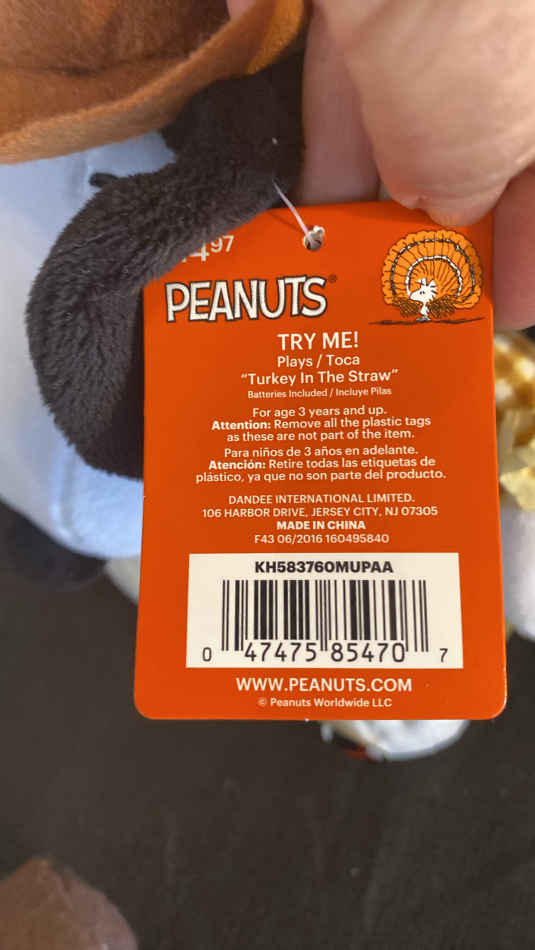 4.97
PEANUTS®
TRY ME!
Plays / Toca
“Turkey In The Straw”
Batteries Included / Incluye Pilas
For age 3 years and up.
Attention: Remove all the plastic tags
as these are not part of the item.
Para niños de 3 años en adelante.
Atención: Retire todas las etiquetas de
plástico, ya que no son parte del producto.
DANDEE INTERNATIONAL LIMITED.
106 HARBOR DRIVE, JERSEY CITY, NJ 07305
MADE IN CHINA
F43 06/2016 160495840
KH583760MUPAA
0 47475 85470 7
WWW.PEANUTS.COM
© Peanuts Worldwide LLC